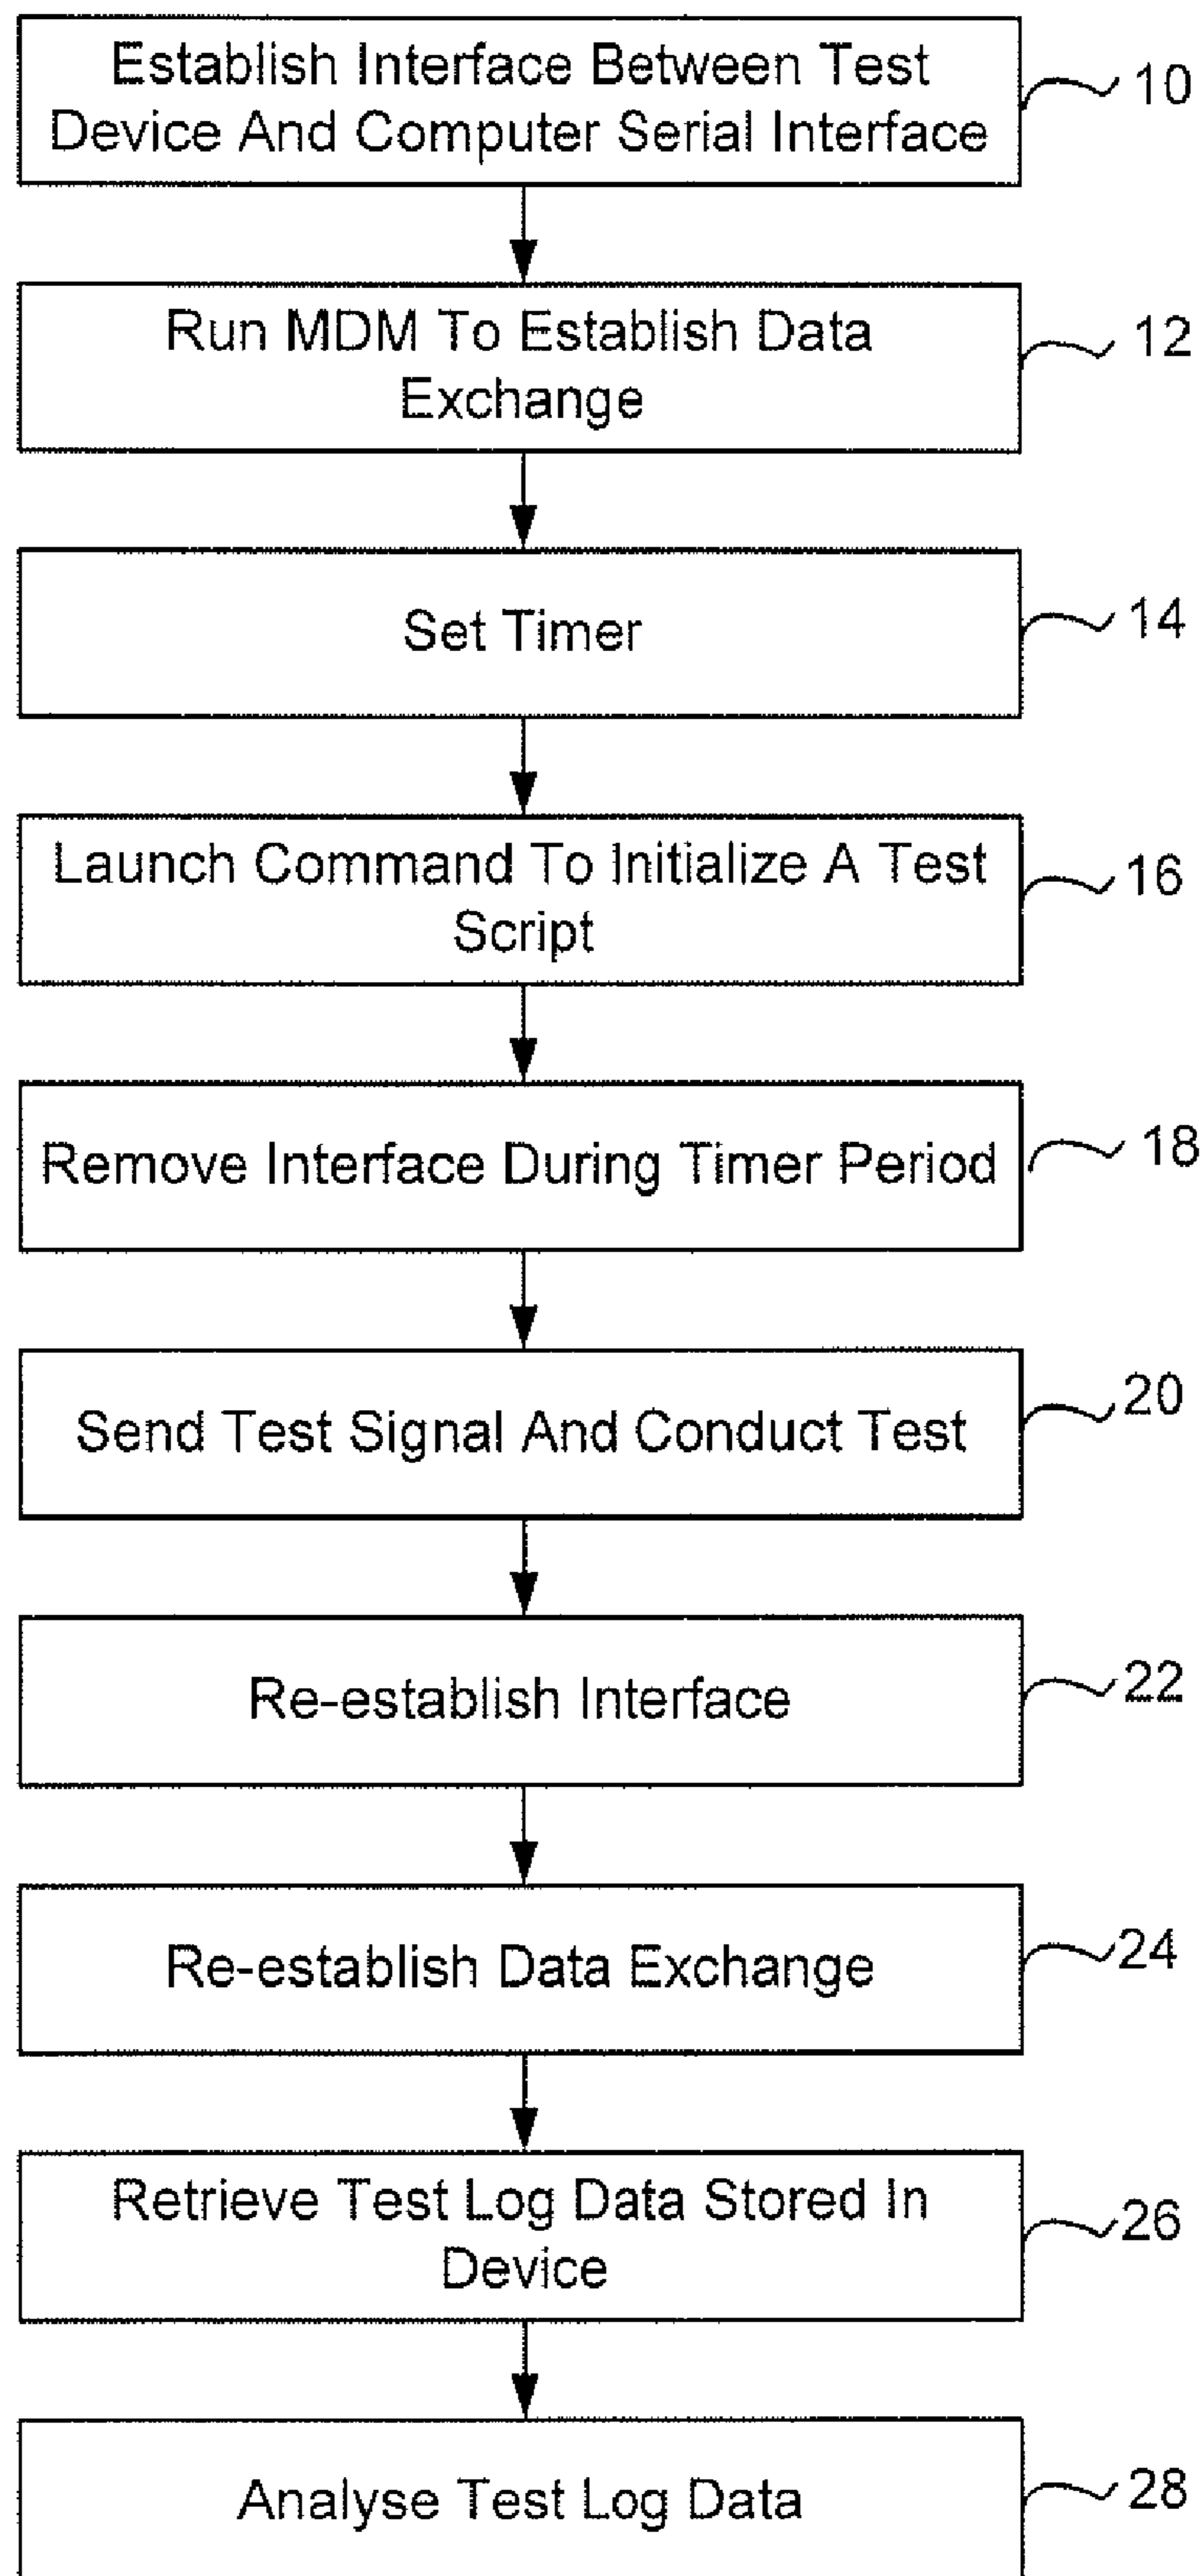 Establish Interface Between Test
Device And Computer Serial Interface
10
Run MDM To Establish Data
Exchange
12
Set Timer
14
Launch Command To Initialize A Test
Script
16
Remove Interface During Timer Period
18
Send Test Signal And Conduct Test
20
Re-establish Interface
22
Re-establish Data Exchange
24
Retrieve Test Log Data Stored In
Device
26
Analyse Test Log Data
28